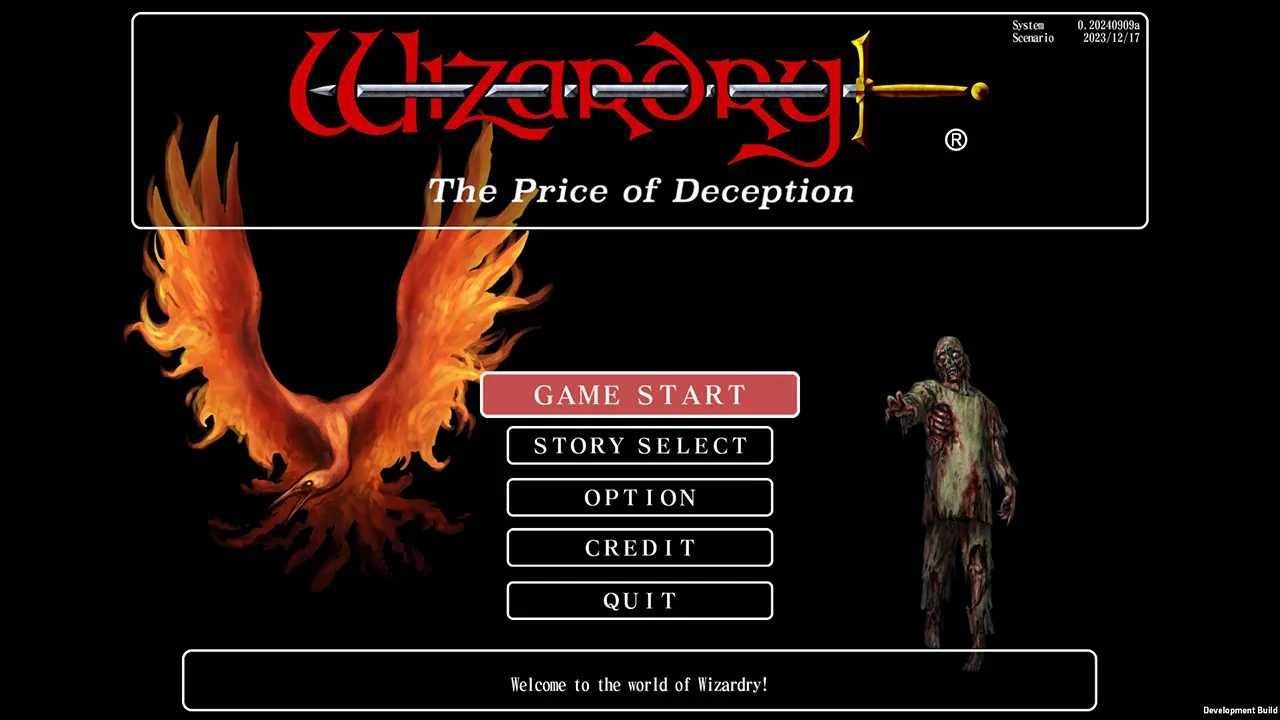 System 0.20240909a
Scenario 2023/12/17
Wizardry
®
The Price of Deception
GAME START
STORY SELECT
OPTION
CREDIT
QUIT
Welcome to the world of Wizardry!
Development Build